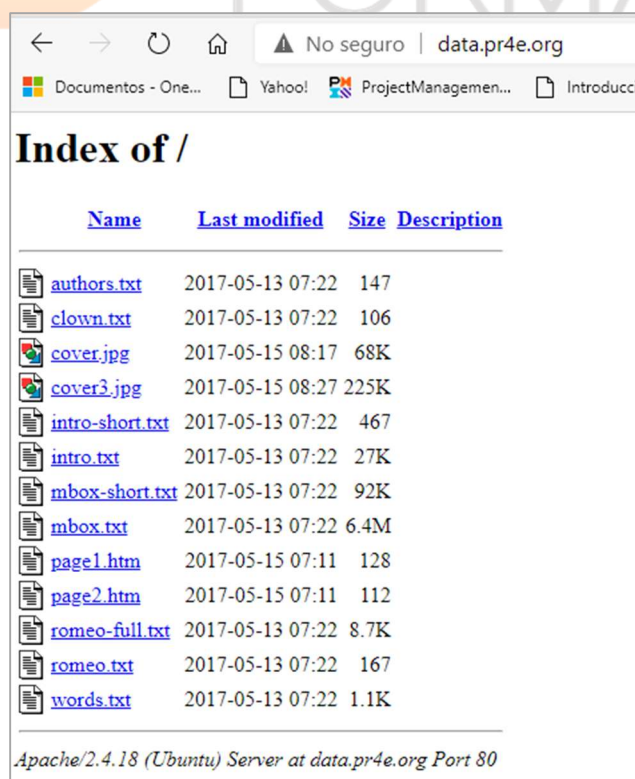 No seguro | data.pr4e.org
Documentos - One... Yahoo! ProjectManagemen... Introducc
Index of /
Name Last modified Size Description
authors.txt 2017-05-13 07:22 147
clown.txt 2017-05-13 07:22 106
cover.jpg 2017-05-15 08:17 68K
cover3.jpg 2017-05-15 08:27 225K
intro-short.txt 2017-05-13 07:22 467
intro.txt 2017-05-13 07:22 27K
mbox-short.txt 2017-05-13 07:22 92K
mbox.txt 2017-05-13 07:22 6.4M
page1.htm 2017-05-15 07:11 128
page2.htm 2017-05-15 07:11 112
romeo-full.txt 2017-05-13 07:22 8.7K
romeo.txt 2017-05-13 07:22 167
words.txt 2017-05-13 07:22 1.1K
Apache/2.4.18 (Ubuntu) Server at data.pr4e.org Port 80